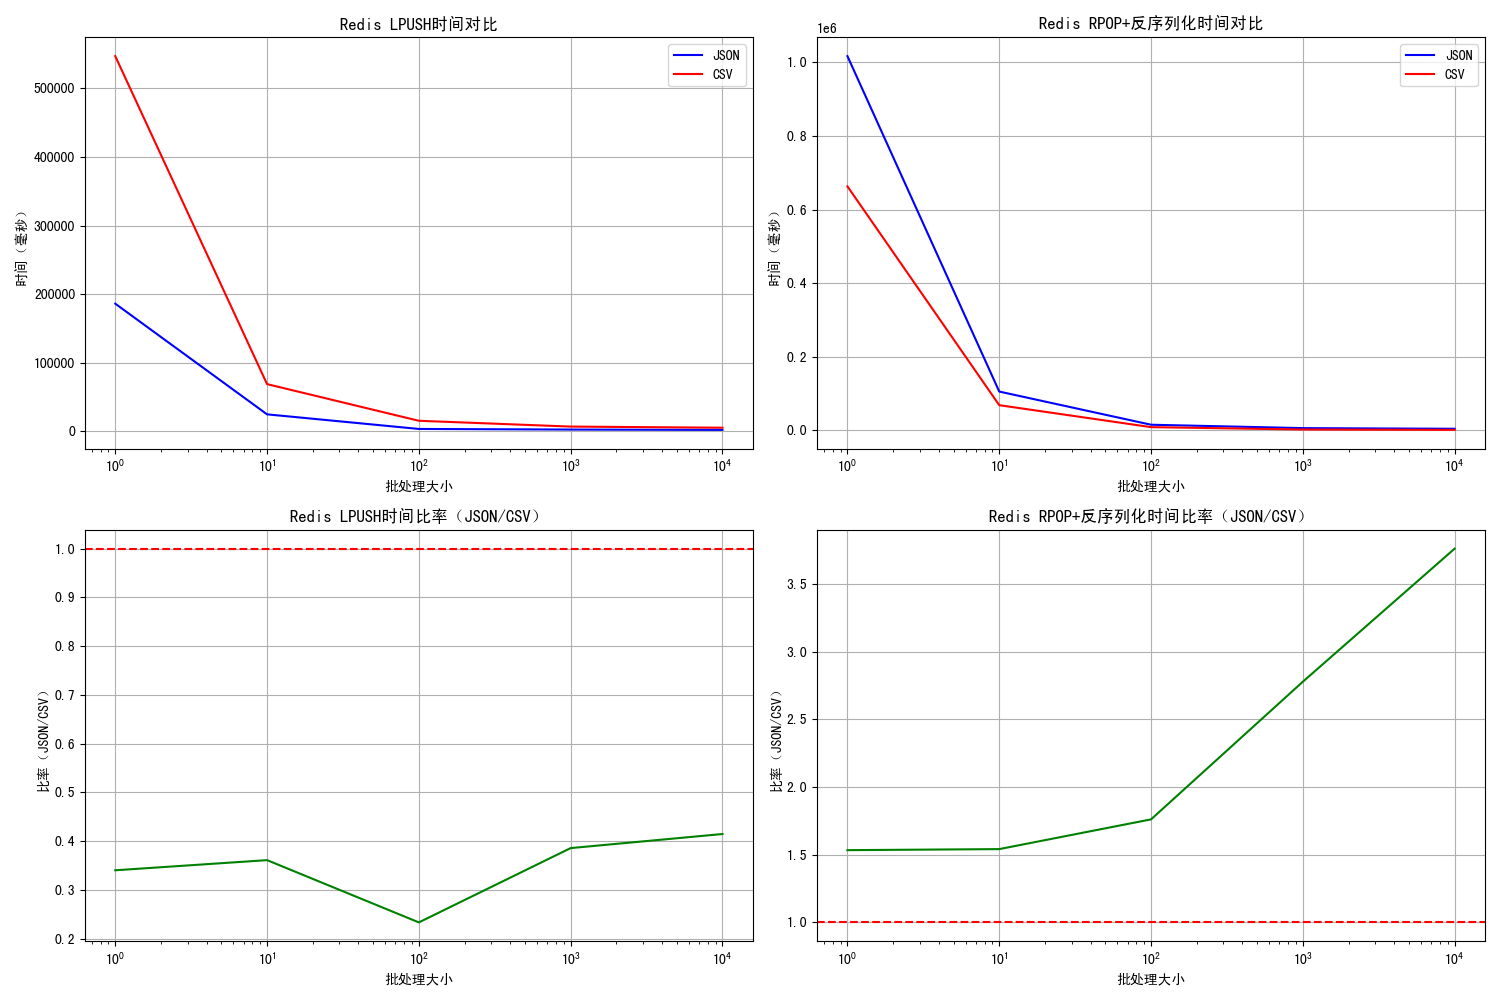 Redis LPUSH时间对比
500000
400000
300000
200000
100000
0
时间（毫秒）
10⁰
10¹
10²
10³
10⁴
批处理大小
JSON
CSV
Redis RPOP+反序列化时间对比
1e6
1.0
0.8
0.6
0.4
0.2
0.0
时间（毫秒）
10⁰
10¹
10²
10³
10⁴
批处理大小
JSON
CSV
Redis LPUSH时间比率（JSON/CSV）
1.0
0.9
0.8
0.7
0.6
0.5
0.4
0.3
0.2
比率（JSON/CSV）
10⁰
10¹
10²
10³
10⁴
批处理大小
Redis RPOP+反序列化时间比率（JSON/CSV）
3.5
3.0
2.5
2.0
1.5
1.0
比率（JSON/CSV）
10⁰
10¹
10²
10³
10⁴
批处理大小